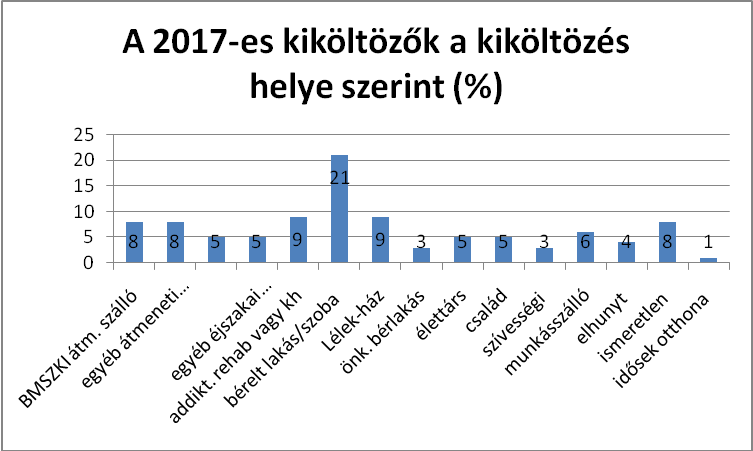 A 2017-es kiköltözők a kiköltözés
helye szerint (%)
25
20
15
10
5
0
8
8
5
5
9
21
9
3
5
5
3
6
4
8
1
BMSZKI átm. szálló
egyéb átmeneti...
egyéb éjszakai...
addikt. rehab vagy kh
bérelt lakás/szoba
Lélek-ház
önk. bérlakás
élettárs
család
szívességi
munkásszálló
elhunyt
ismeretlen
idősek otthona